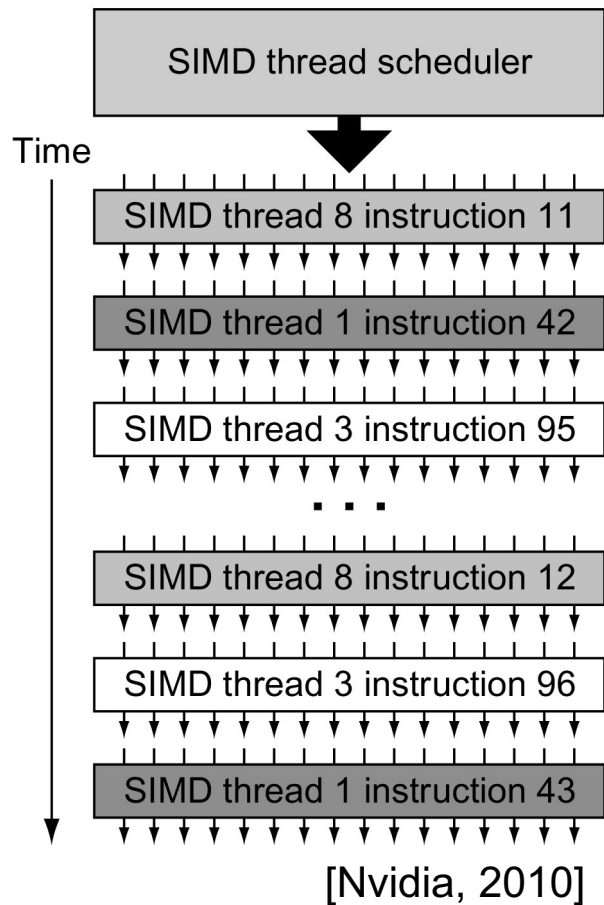 SIMD thread scheduler
Time
SIMD thread 8 instruction 11
SIMD thread 1 instruction 42
SIMD thread 3 instruction 95
. . .
SIMD thread 8 instruction 12
SIMD thread 3 instruction 96
SIMD thread 1 instruction 43
[Nvidia, 2010]